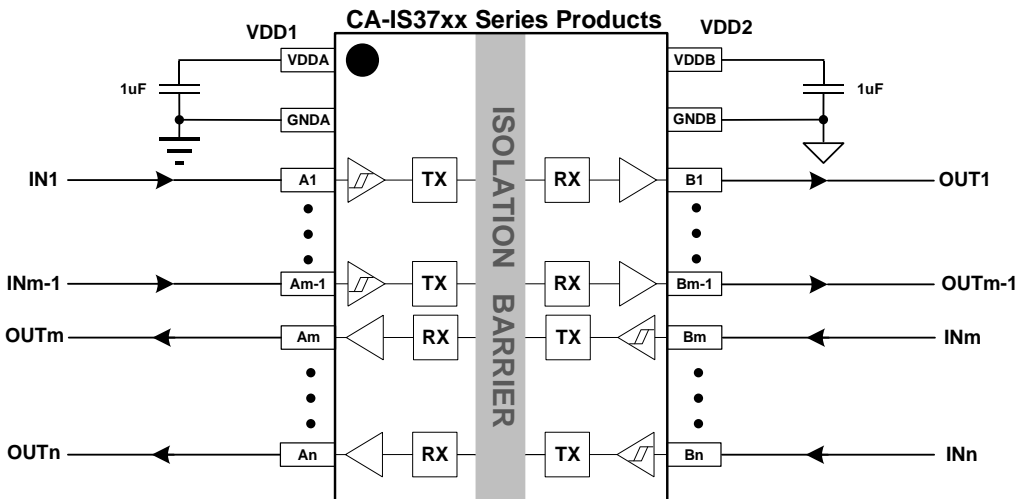 CA-IS37xx Series Products
VDD1
VDD2
VDDA
VDDB
1uF
1uF
GNDA
GNDB
ISOLATION BARRIER
IN1
A1
TX
RX
B1
OUT1
INm-1
Am-1
TX
RX
Bm-1
OUTm-1
OUTm
Am
RX
TX
Bm
INm
OUTn
An
RX
TX
Bn
INn